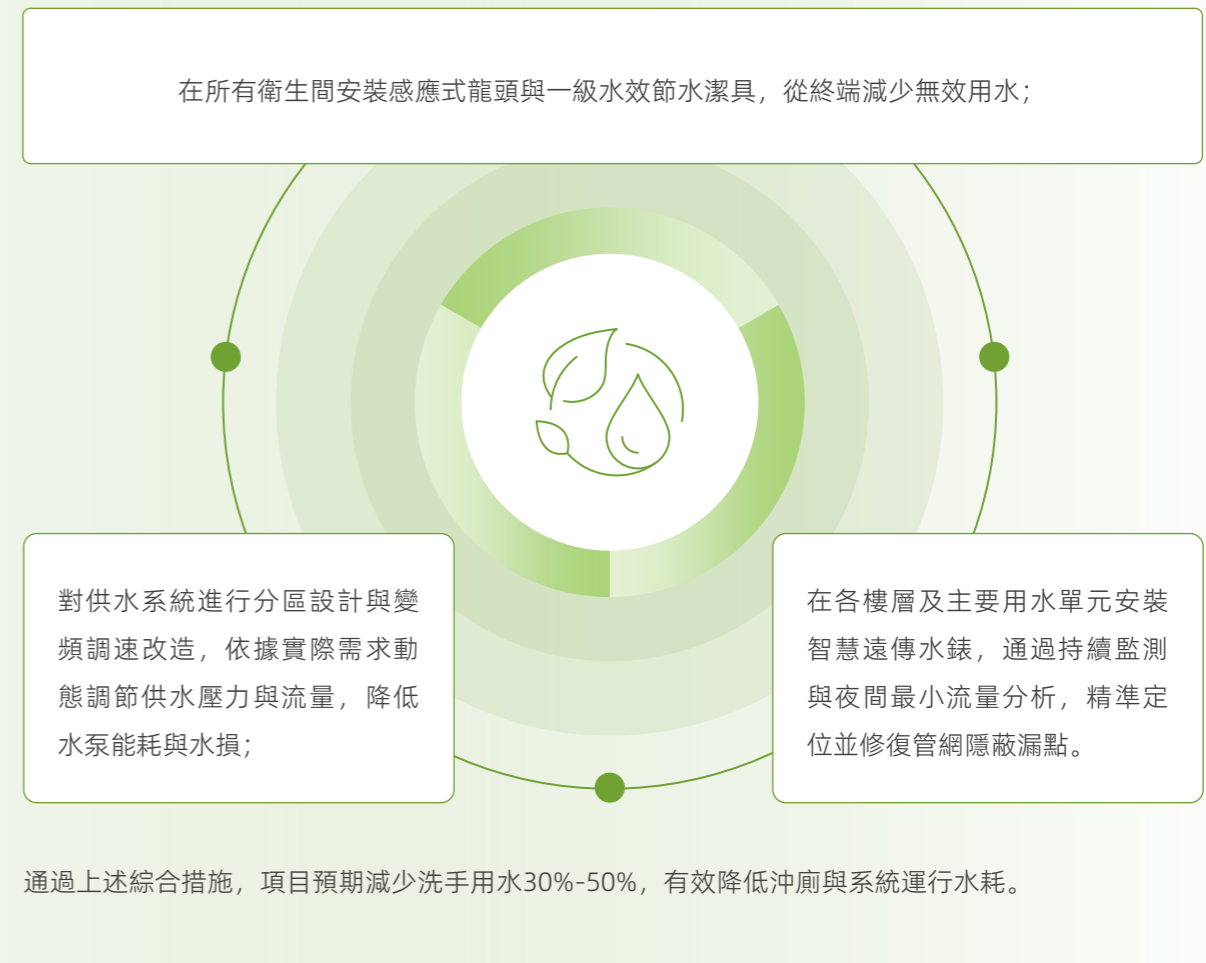 在所有衛生間安裝感應式龍頭與一級水效節水潔具，從終端減少無效用水；
對供水系統進行分區設計與變
頻調速改造，依據實際需求動
態調節供水壓力與流量，降低
水泵能耗與水損；
在各樓層及主要用水單元安裝
智慧遠傳水錶，通過持續監測
與夜間最小流量分析，精準定
位並修復管網隱蔽漏點。
通過上述綜合措施，項目預期減少洗手用水30%-50%，有效降低沖廁與系統運行水耗。